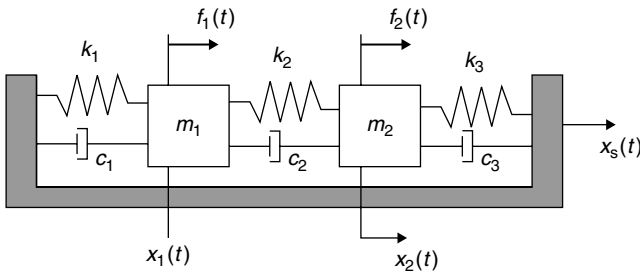 f₁(t) f₂(t)
k₁ k₂ k₃
m₁ m₂
c₁ c₂ c₃
xₛ(t)
x₁(t) x₂(t)